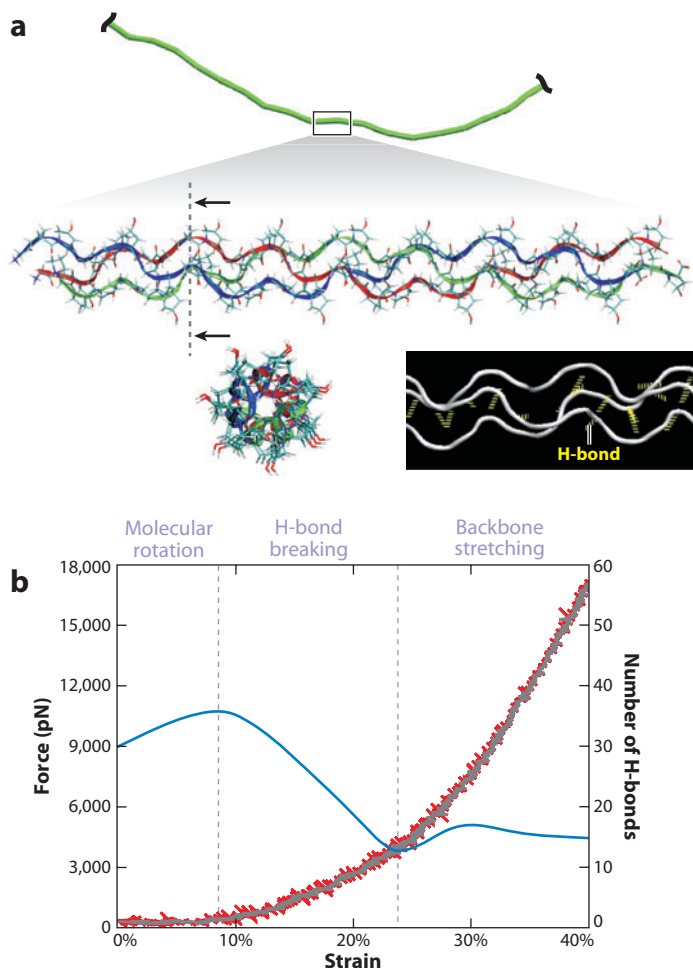 a
H-bond
b
Molecular
rotation
H-bond
breaking
Backbone
stretching
18,000
15,000
12,000
9,000
6,000
3,000
0
Force (pN)
60
50
40
30
20
10
0
Number of H-bonds
0%
10%
20%
30%
40%
Strain